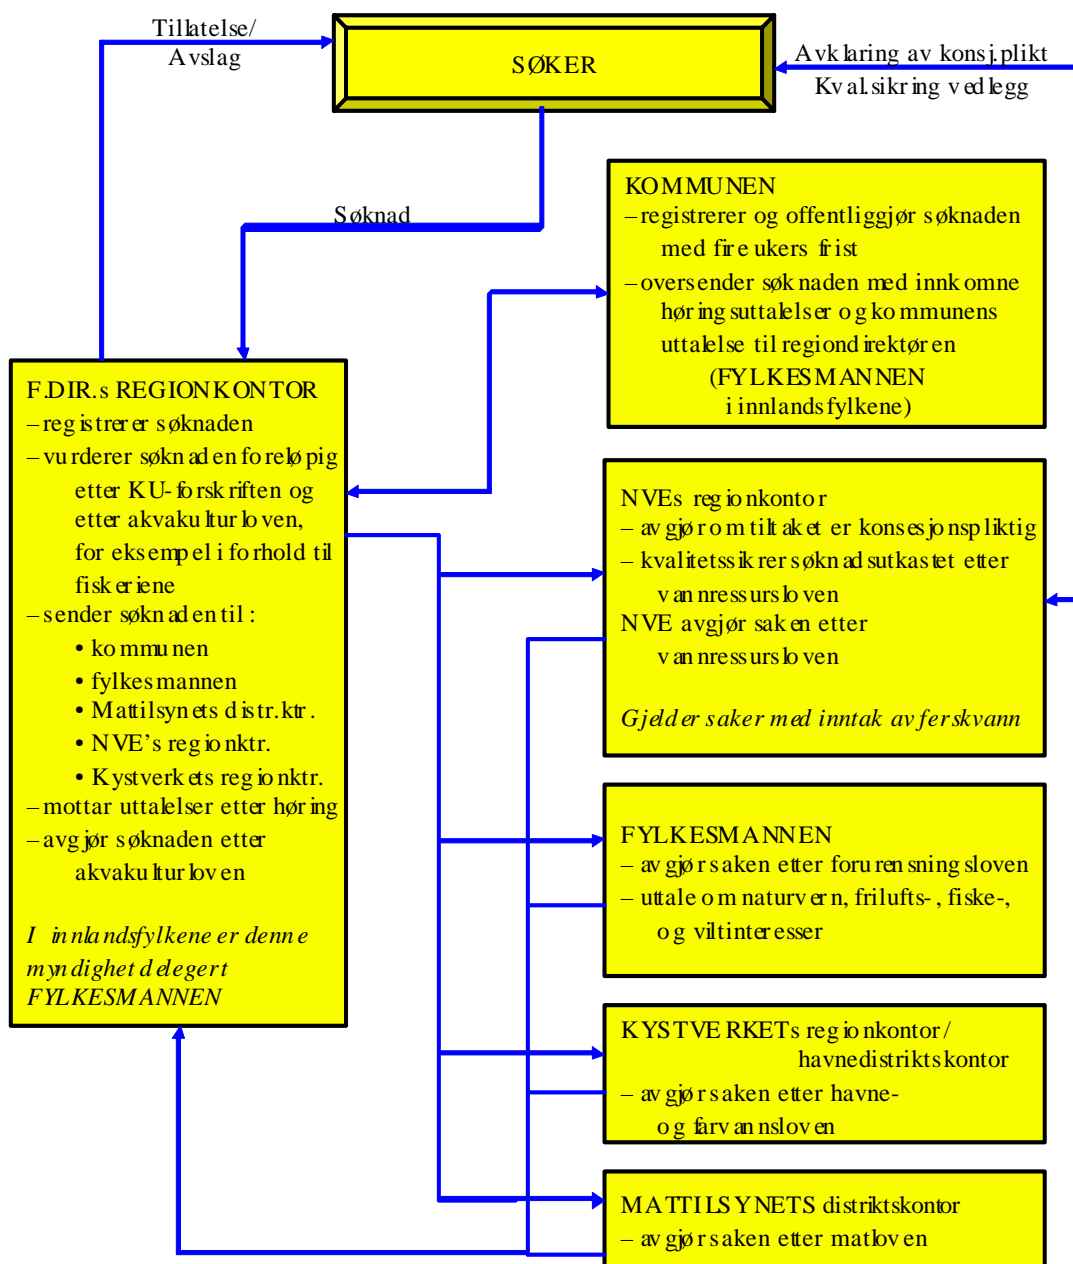 Tillatelse/
Avslag
SØKER
Avklaring av konsj.plikt
Kval.sikring vedlegg
Søknad
KOMMUNEN
– registrerer og offentliggjør søknaden
med fire ukers frist
– oversender søknaden med innkomne
høringsuttalelser og kommunens
uttalelse til regiondirektøren
(FYLKESMANNEN
i innlandsfylkene)
F.DIR.s REGIONKONTOR
– registrerer søknaden
– vurderer søknaden foreløpig
etter KU-forskriften og
etter akvakulturloven,
for eksempel i forhold til
fiskeriene
– sender søknaden til :
• kommunen
• fylkesmannen
• Mattilsynets distr.ktr.
• NVE's regionktr.
• Kystverkets regionktr.
– mottar uttalelser etter høring
– avgjør søknaden etter
akvakulturloven
I innlandsfylkene er denne
myndighet delegert
FYLKESMANNEN
NVEs regionkontor
– avgjør om tiltaket er konsesjonspliktig
– kvalitetssikrer søknadsutkastet etter
vannressursloven
NVE avgjør saken etter
vannressursloven
Gjelder saker med inntak av ferskvann
FYLKESMANNEN
– avgjør saken etter forurensningsloven
– uttale om naturvern, frilufts-, fiske-,
og viltinteresser
KYSTVERKETs regionkontor/
havnedistriktskontor
– avgjør saken etter havne-
og farvannsloven
MATTILSYNETS distriktskontor
– avgjør saken etter matloven